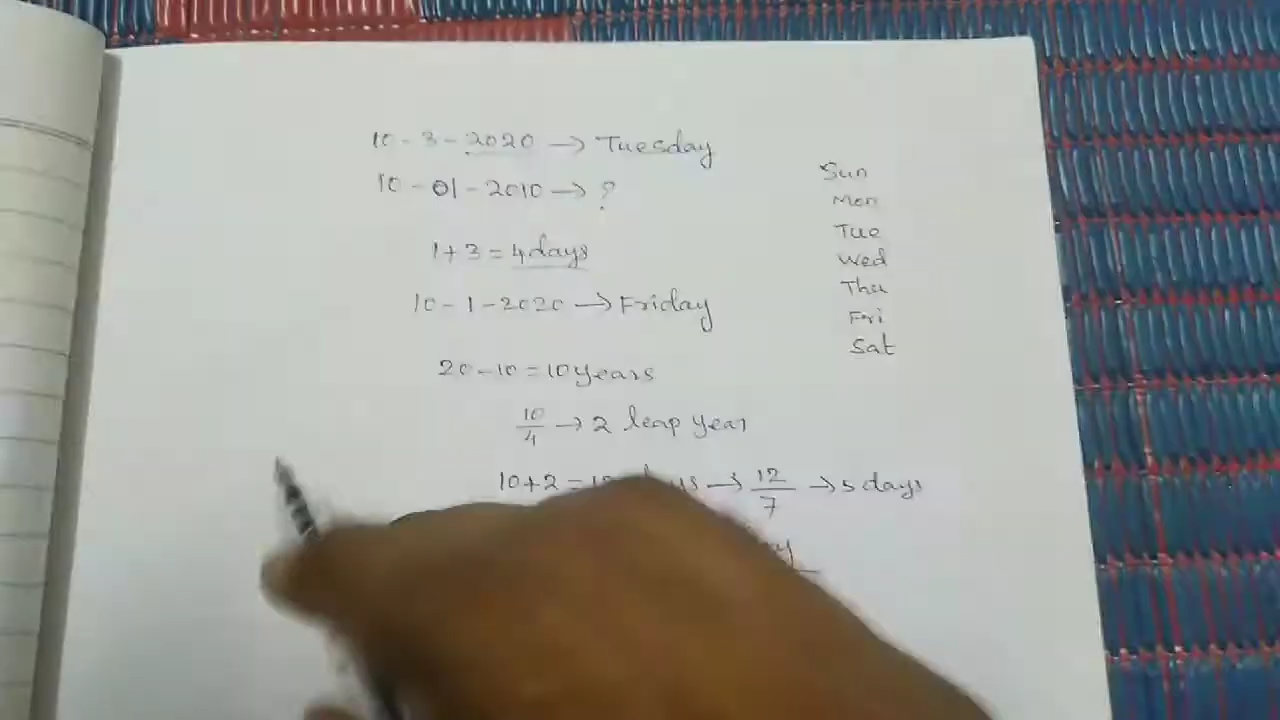 10 - 3 - 2020 → Tuesday
10 - 01 - 2010 → ?
1 + 3 = 4 days
10 - 1 - 2020 → Friday
20 - 10 = 10 years
10/4 → 2 leap year
10 + 2 = → 12/7 → 5 days
Sun
Mon
Tue
Wed
Thu
Fri
Sat